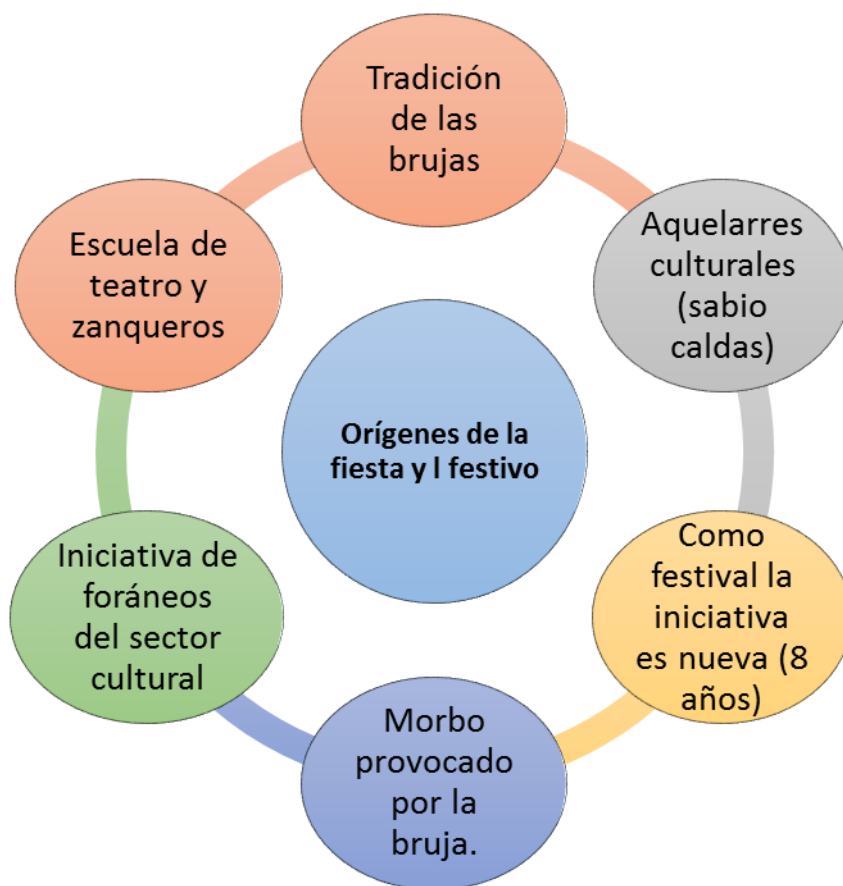 Tradición
de las
brujas
Aquelarres
culturales
(sabio
caldas)
Como
festival la
iniciativa
es nueva (8
años)
Morbo
provocado
por la
bruja.
Iniciativa de
foráneos
del sector
cultural
Escuela de
teatro y
zanqueros
Orígenes de la
fiesta y l festivo